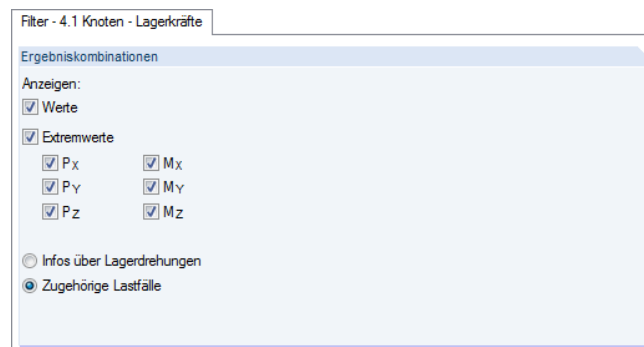 Filter - 4.1 Knoten - Lagerkräfte
Ergebniskombinationen
Anzeigen:
Werte
Extremwerte
PX MX
PY MY
PZ MZ
Infos über Lagerdrehungen
Zugehörige Lastfälle